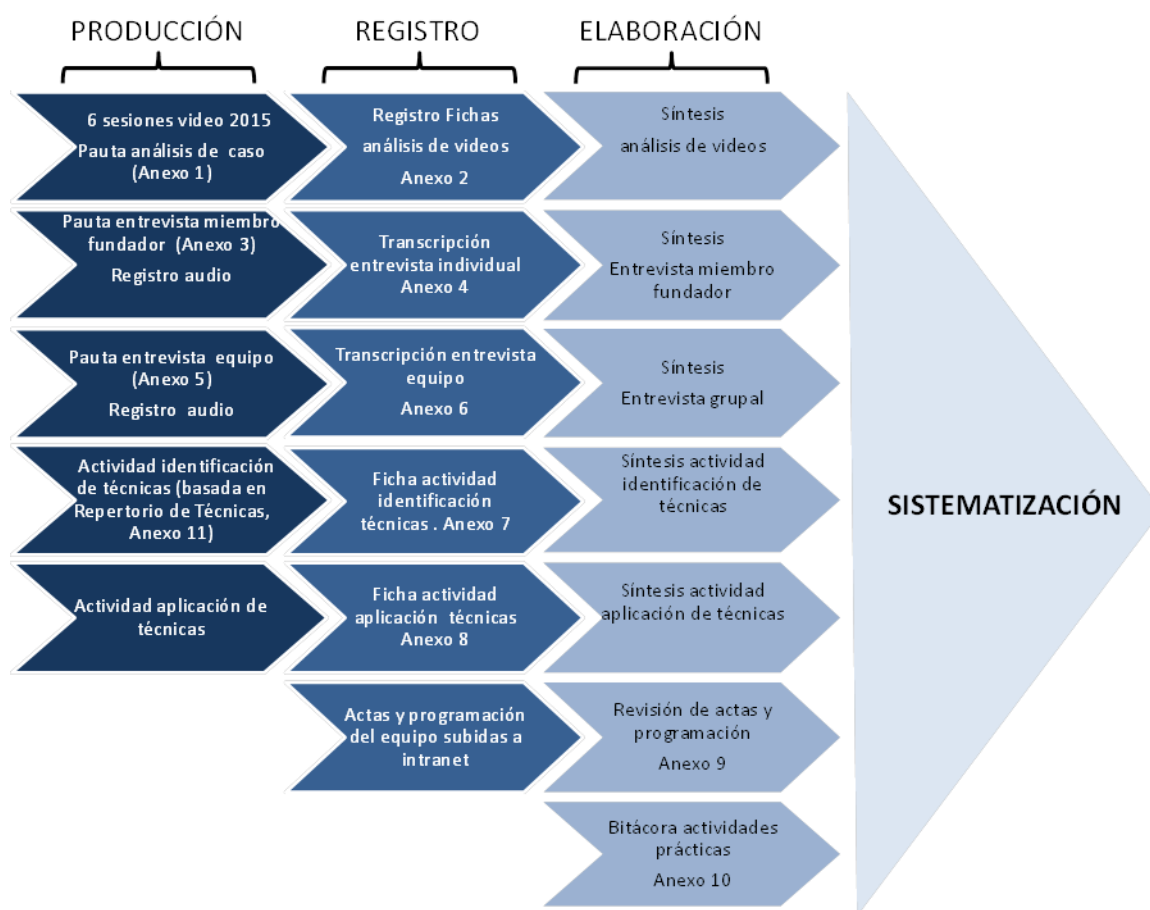 PRODUCCIÓN
REGISTRO
ELABORACIÓN
6 sesiones video 2015
Pauta análisis de caso
(Anexo 1)
Registro Fichas
análisis de videos
Anexo 2
Síntesis
análisis de videos
Pauta entrevista miembro
fundador (Anexo 3)
Registro audio
Transcripción
entrevista individual
Anexo 4
Síntesis
Entrevista miembro
fundador
Pauta entrevista equipo
(Anexo 5)
Registro audio
Transcripción entrevista
equipo
Anexo 6
Síntesis
Entrevista grupal
Actividad identificación
de técnicas (basada en
Repertorio de Técnicas,
Anexo 11)
Ficha actividad
identificación
técnicas . Anexo 7
Síntesis actividad
identificación de
técnicas
Actividad aplicación de
técnicas
Ficha actividad
aplicación técnicas
Anexo 8
Síntesis actividad
aplicación de técnicas
Actas y programación
del equipo subidas a
intranet
Revisión de actas y
programación
Anexo 9
Bitácora actividades
prácticas
Anexo 10
SISTEMATIZACIÓN